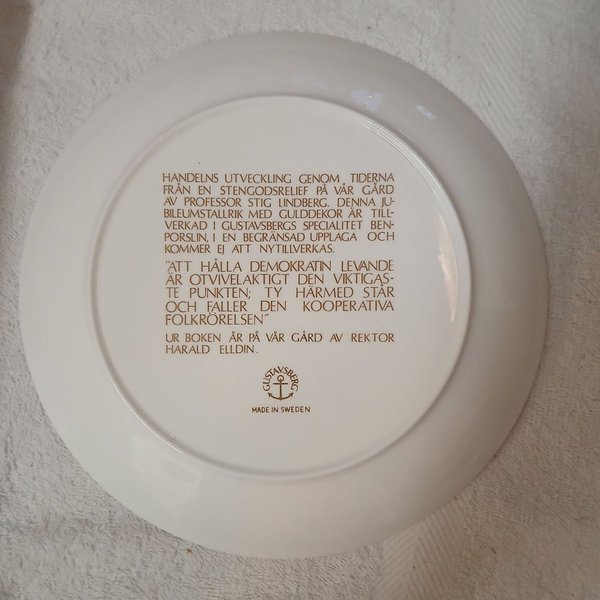 HANDELNS UTVECKLING GENOM TIDERNA
FRÅN EN STENGODSRELIEF PÅ VÅR GÅRD
AV PROFESSOR STIG LINDBERG. DENNA JU-
BILEUMSTALLRIK MED GULDDEKOR ÄR TILL-
VERKAD I GUSTAVSBERGS SPECIALITET BEN-
PORSLIN, I EN BEGRÄNSAD UPPLAGA OCH
KOMMER EJ ATT NYTILLVERKAS.
"ATT HÅLLA DEMOKRATIN LEVANDE
ÄR OTVIVELAKTIGT DEN VIKTIGAS-
TE PUNKTEN; TY HÄRMED STÅR
OCH FALLER DEN KOOPERATIVA
FOLKRÖRELSEN"
UR BOKEN ÅR PÅ VÅR GÅRD AV REKTOR
HARALD ELLDIN.
GUSTAVSBERG
MADE IN SWEDEN